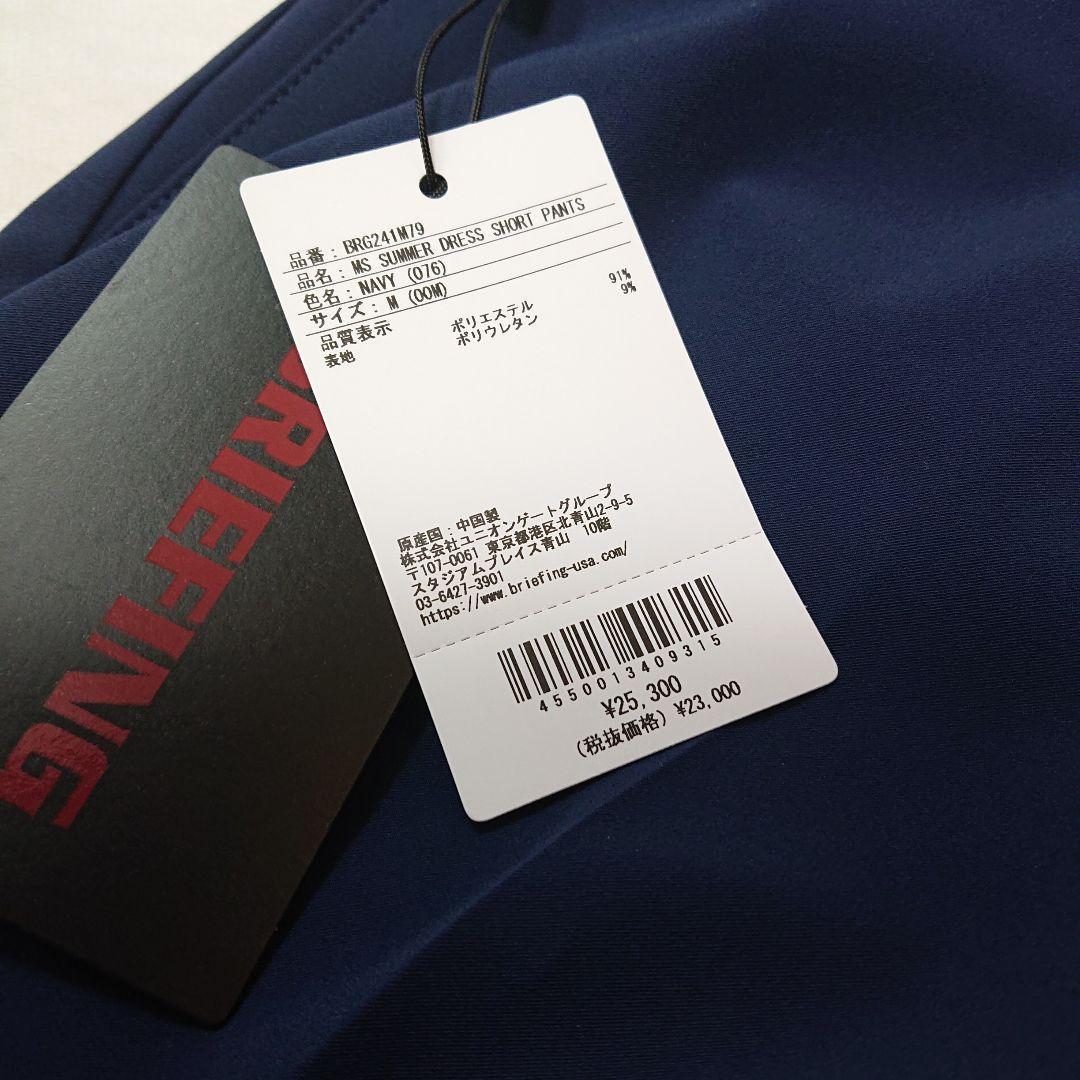 品番：BRG241M79
品名：MS SUMMER DRESS SHORT PANTS
色名：NAVY (076)
サイズ：M (00M)
品質表示
表地 ポリエステル 91%
ポリウレタン 9%
原産国：中国製
株式会社ユニオンゲートグループ
〒107-0061 東京都港区北青山2-9-5
スタジアムプレイス青山 10階
03-6427-3901
https://www.briefing-usa.com/
4550013409315
¥25,300
(税抜価格) ¥23,000
BRIEFING